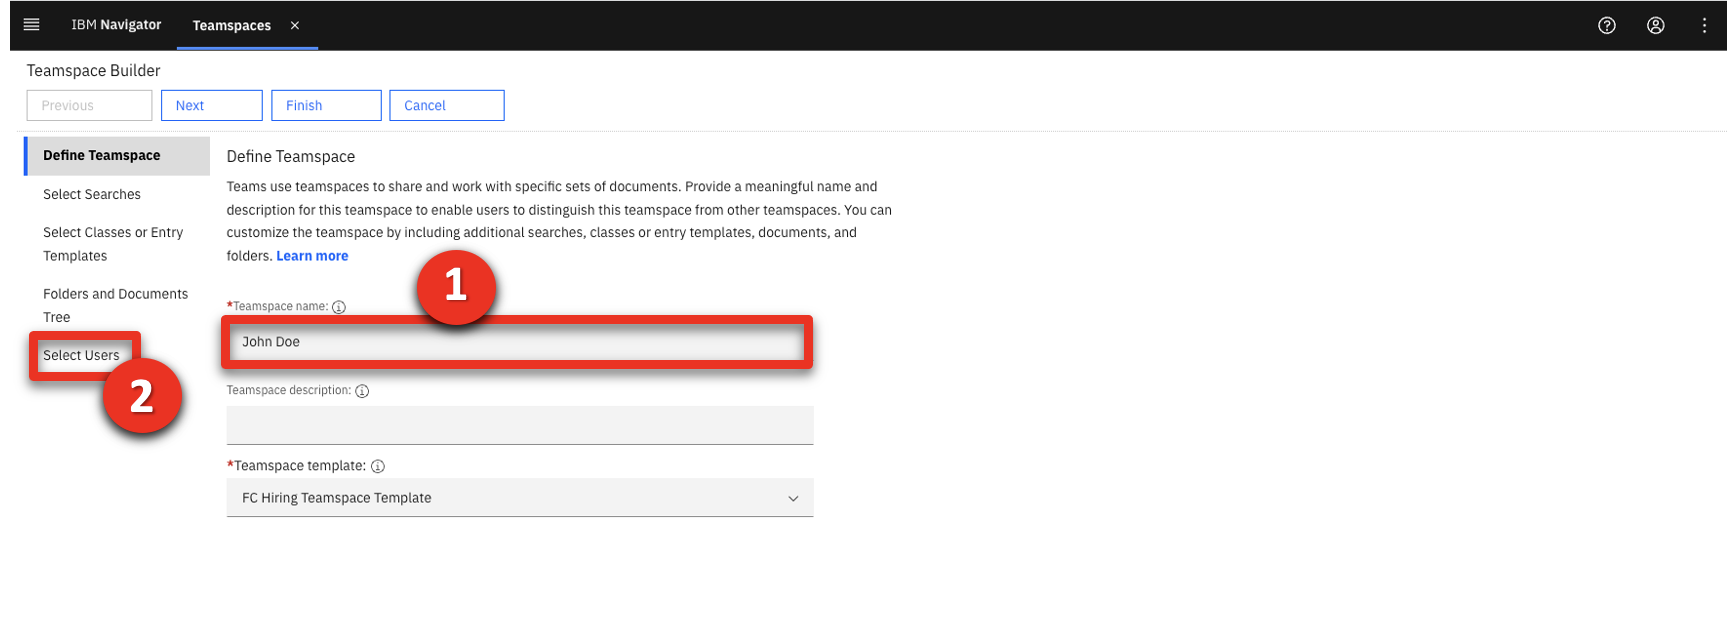 IBM Navigator
Teamspaces
Teamspace Builder
Previous
Next
Finish
Cancel
Define Teamspace
Select Searches
Select Classes or Entry
Templates
Folders and Documents
Tree
Select Users
2
Define Teamspace
Teams use teamspaces to share and work with specific sets of documents. Provide a meaningful name and
description for this teamspace to enable users to distinguish this teamspace from other teamspaces. You can
customize the teamspace by including additional searches, classes or entry templates, documents, and
folders. Learn more
1
*Teamspace name:
John Doe
Teamspace description:
*Teamspace template:
FC Hiring Teamspace Template